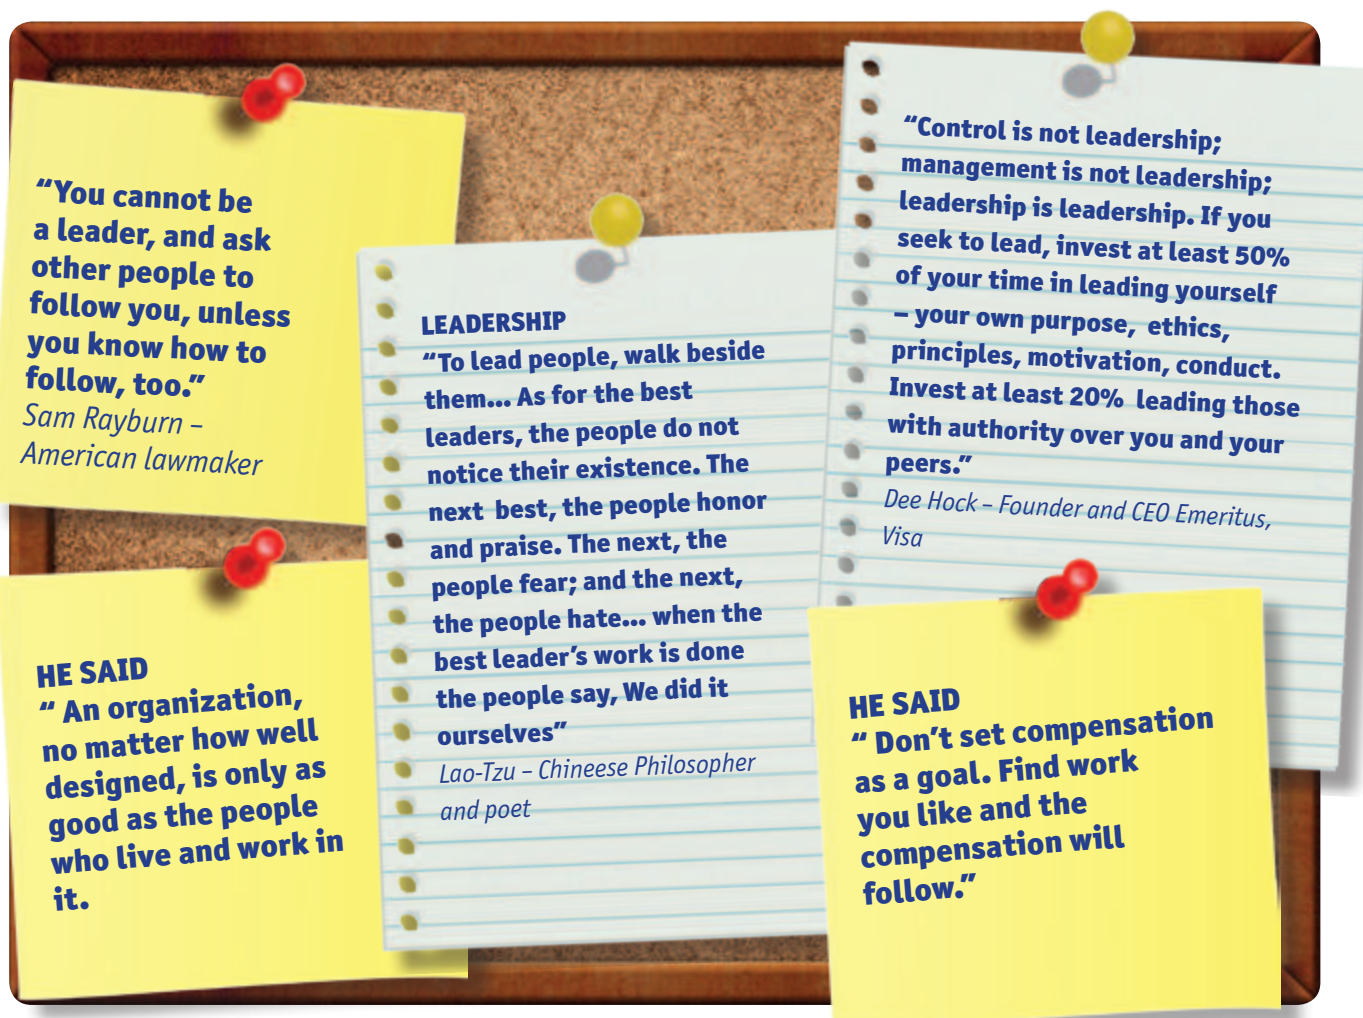 “You cannot be
a leader, and ask
other people to
follow you, unless
you know how to
follow, too.”
Sam Rayburn –
American lawmaker
HE SAID
“ An organization,
no matter how well
designed, is only as
good as the people
who live and work in
it.
LEADERSHIP
“To lead people, walk beside
them... As for the best
leaders, the people do not
notice their existence. The
next best, the people honor
and praise. The next, the
people fear; and the next,
the people hate... when the
best leader’s work is done
the people say, We did it
ourselves”
Lao-Tzu – Chineese Philosopher
and poet
“Control is not leadership;
management is not leadership;
leadership is leadership. If you
seek to lead, invest at least 50%
of your time in leading yourself
– your own purpose, ethics,
principles, motivation, conduct.
Invest at least 20% leading those
with authority over you and your
peers.”
Dee Hock – Founder and CEO Emeritus,
Visa
HE SAID
“ Don’t set compensation
as a goal. Find work
you like and the
compensation will
follow.”